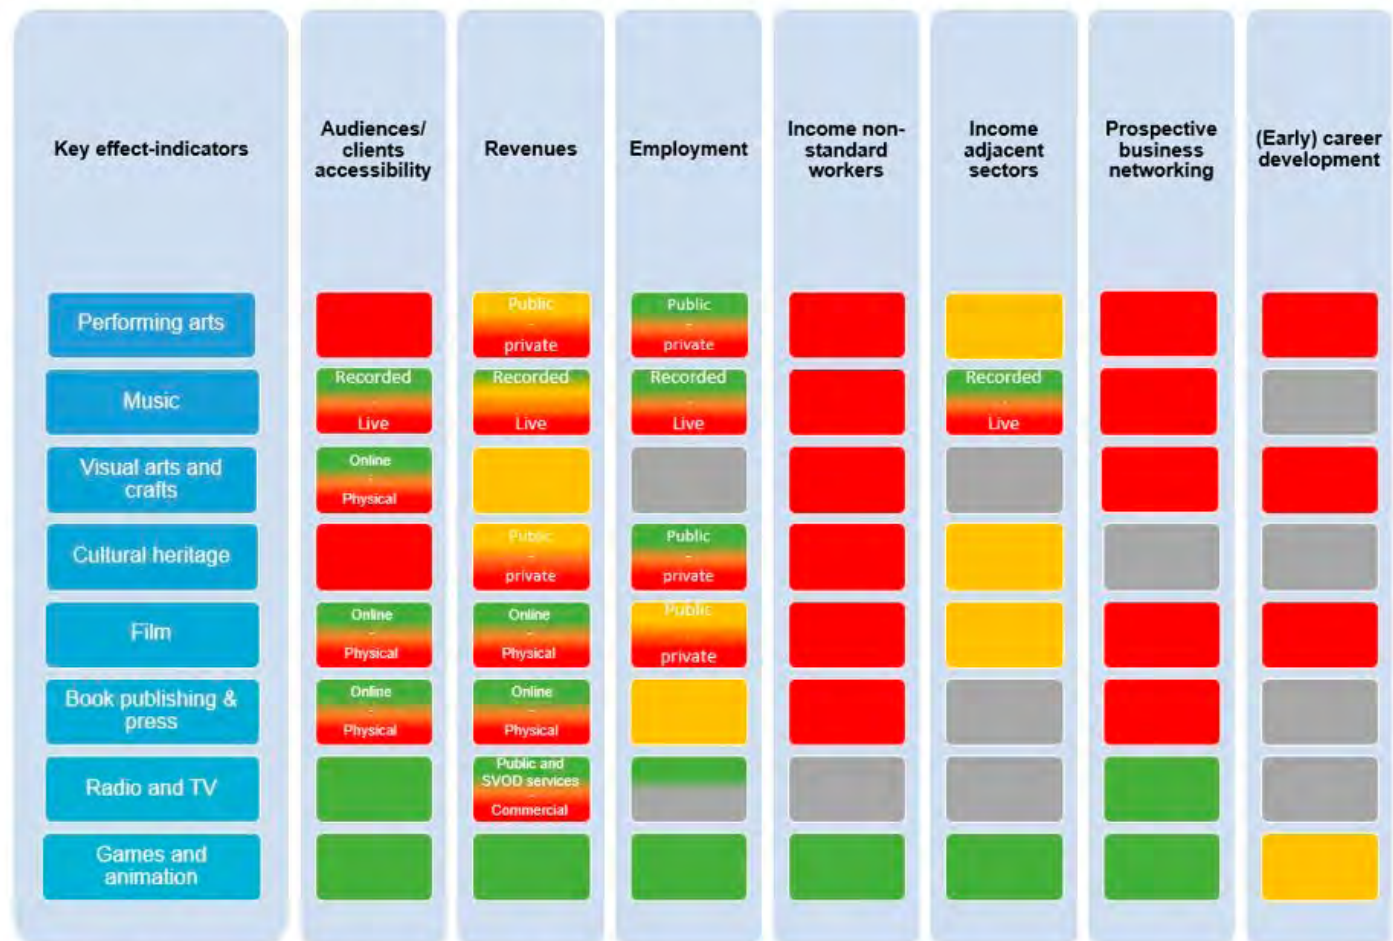 Key effect-indicators
Audiences/
clients
accessibility
Revenues
Employment
Income non-
standard
workers
Income
adjacent
sectors
Prospective
business
networking
(Early) career
development
Performing arts
Public
-
private
Public
-
private
Music
Recorded
-
Live
Recorded
-
Live
Recorded
-
Live
Recorded
-
Live
Visual arts and
crafts
Online
-
Physical
Cultural heritage
Public
-
private
Public
-
private
Film
Online
-
Physical
Online
-
Physical
Public
-
private
Book publishing &
press
Online
-
Physical
Online
-
Physical
Radio and TV
Public and
SVOD services
-
Commercial
Games and
animation